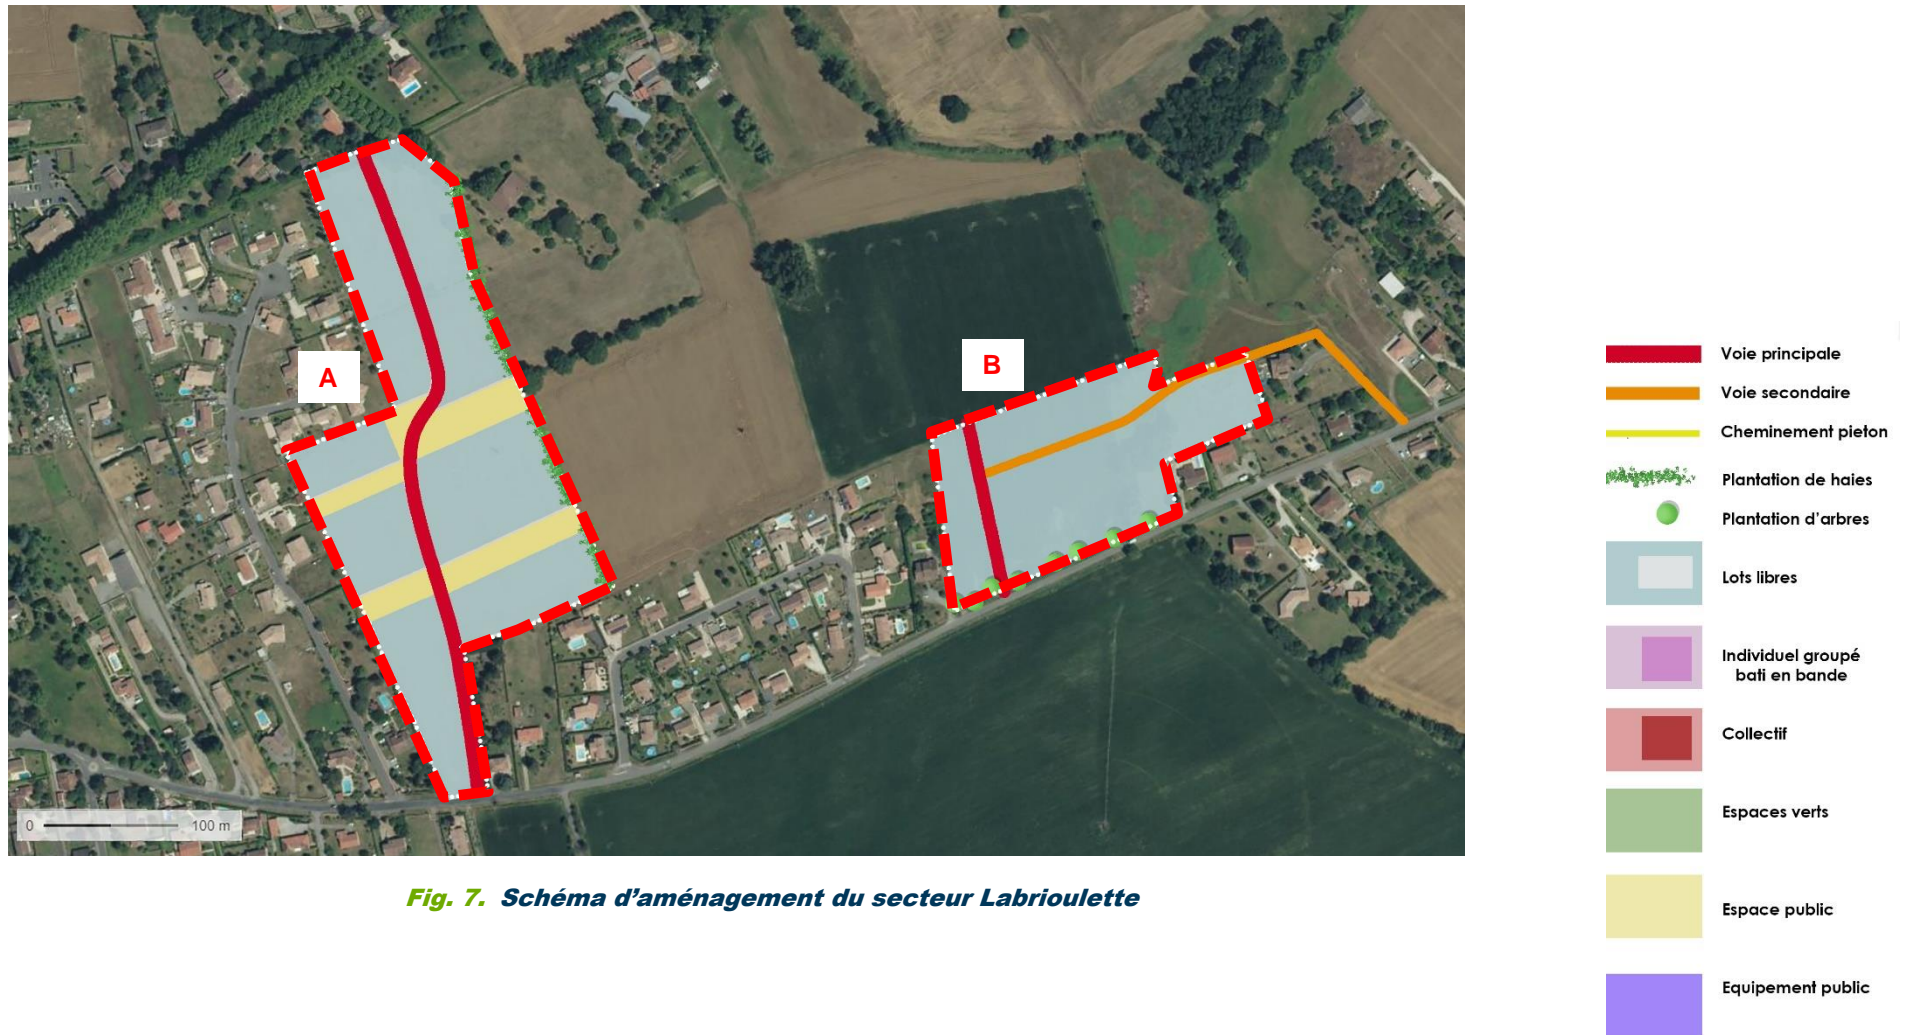 A
B
0 100 m
Fig. 7. Schéma d'aménagement du secteur Labrioulette
Voie principale
Voie secondaire
Cheminement pieton
Plantation de haies
Plantation d'arbres
Lots libres
Individuel groupé
bati en bande
Collectif
Espaces verts
Espace public
Equipement public